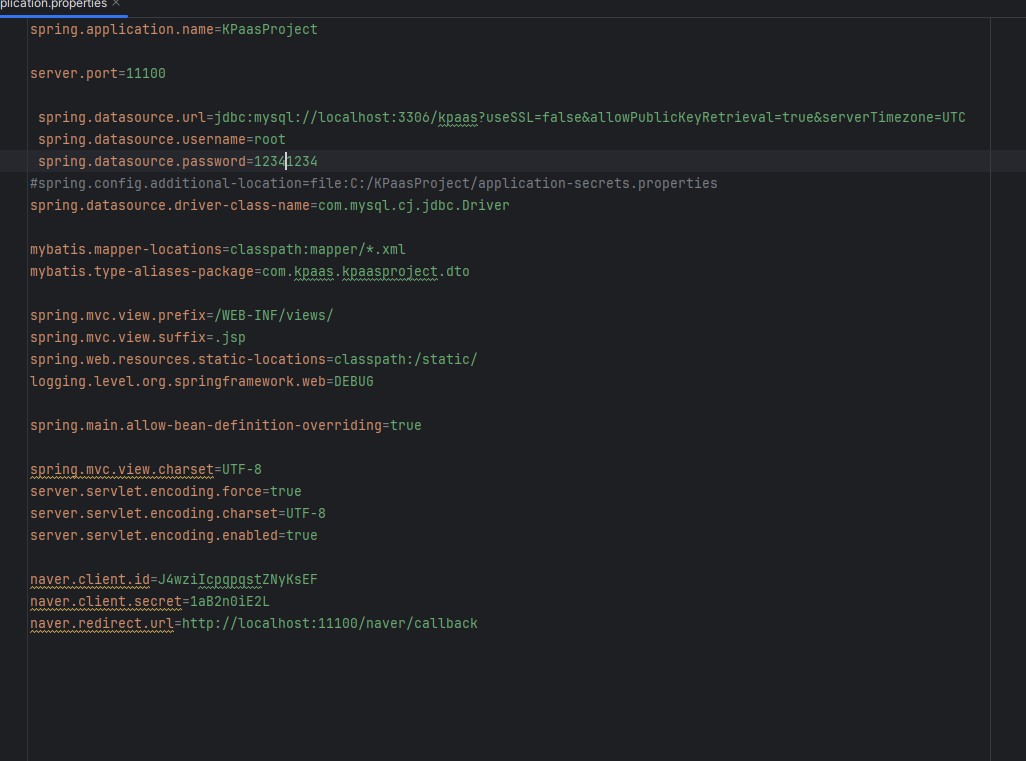 plication.properties ×
spring.application.name=KPaasProject
server.port=11100
spring.datasource.url=jdbc:mysql://localhost:3306/kpaas?useSSL=false&allowPublicKeyRetrieval=true&serverTimezone=UTC
spring.datasource.username=root
spring.datasource.password=12341234
#spring.config.additional-location=file:C:/KPaasProject/application-secrets.properties
spring.datasource.driver-class-name=com.mysql.cj.jdbc.Driver
mybatis.mapper-locations=classpath:mapper/*.xml
mybatis.type-aliases-package=com.kpaas.kpaasproject.dto
spring.mvc.view.prefix=/WEB-INF/views/
spring.mvc.view.suffix=.jsp
spring.web.resources.static-locations=classpath:/static/
logging.level.org.springframework.web=DEBUG
spring.main.allow-bean-definition-overriding=true
spring.mvc.view.charset=UTF-8
server.servlet.encoding.force=true
server.servlet.encoding.charset=UTF-8
server.servlet.encoding.enabled=true
naver.client.id=J4wziIcpqpqstZNyKsEF
naver.client.secret=1aB2n0iE2L
naver.redirect.url=http://localhost:11100/naver/callback